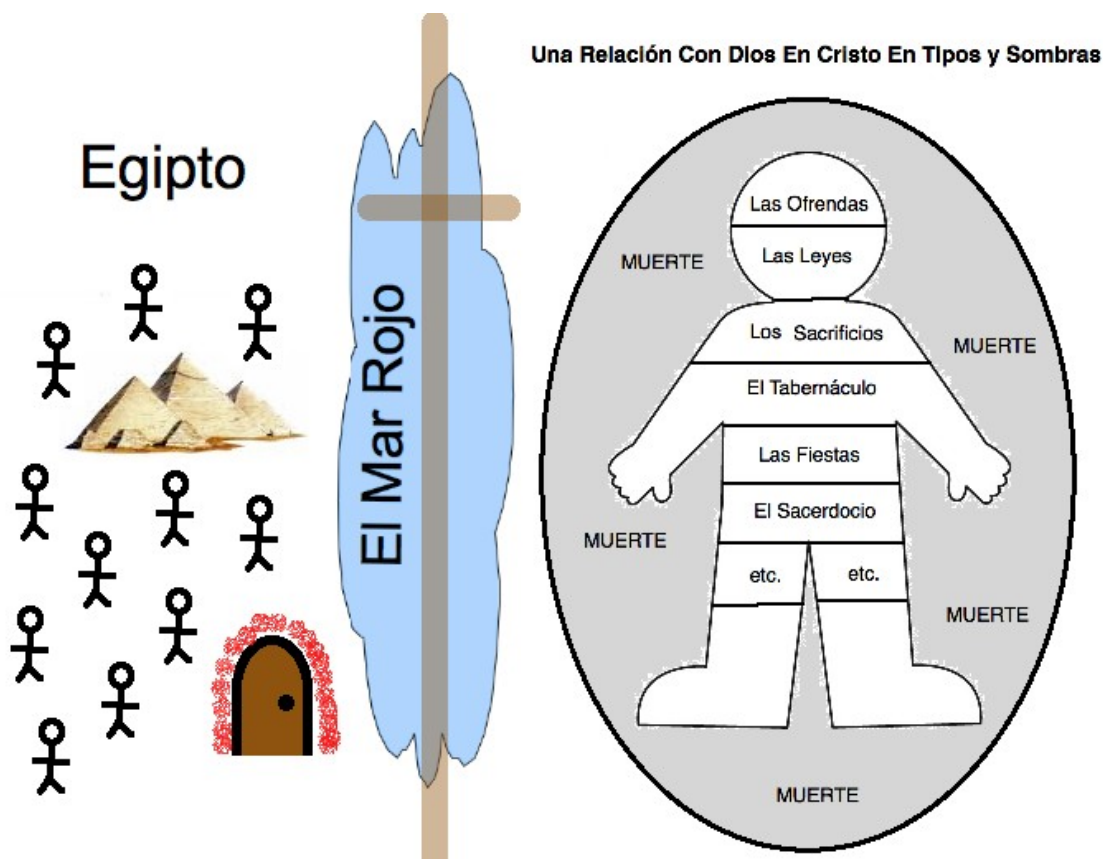 Una Relación Con Dios En Cristo En Tipos y Sombras
Egipto
El Mar Rojo
Las Ofrendas
Las Leyes
MUERTE
Los Sacrificios
MUERTE
El Tabernáculo
Las Fiestas
El Sacerdocio
MUERTE
etc.
etc.
MUERTE
MUERTE